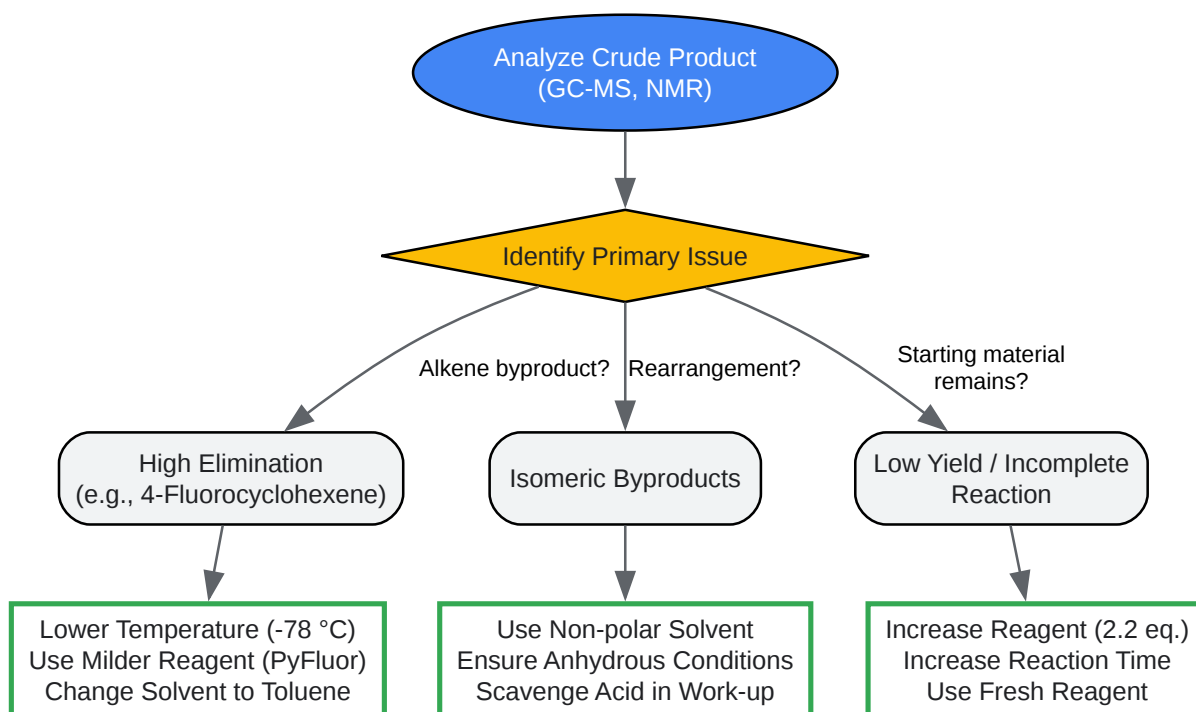 Analyze Crude Product
(GC-MS, NMR)
Identify Primary Issue
Alkene byproduct?
Rearrangement?
Starting material
remains?
High Elimination
(e.g., 4-Fluorocyclohexene)
Isomeric Byproducts
Low Yield / Incomplete
Reaction
Lower Temperature (-78 °C)
Use Milder Reagent (PyFluor)
Change Solvent to Toluene
Use Non-polar Solvent
Ensure Anhydrous Conditions
Scavenge Acid in Work-up
Increase Reagent (2.2 eq.)
Increase Reaction Time
Use Fresh Reagent